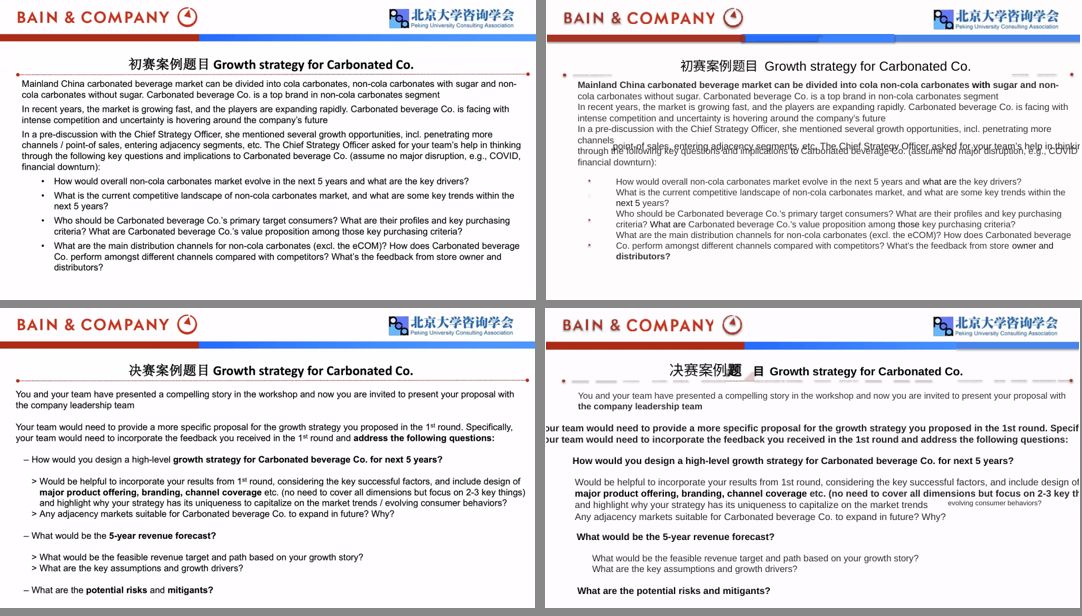 BAIN & COMPANY
北京大学咨询学会
Peking University Consulting Association
初赛案例题目 Growth strategy for Carbonated Co.
Mainland China carbonated beverage market can be divided into cola carbonates, non-cola carbonates with sugar and non-
cola carbonates without sugar. Carbonated beverage Co. is a top brand in non-cola carbonates segment
In recent years, the market is growing fast, and the players are expanding rapidly. Carbonated beverage Co. is facing with
intense competition and uncertainty is hovering around the company's future
In a pre-discussion with the Chief Strategy Officer, she mentioned several growth opportunities, incl. penetrating more
channels / point-of sales, entering adjacency segments, etc. The Chief Strategy Officer asked for your team's help in thinking
through the following key questions and implications to Carbonated beverage Co. (assume no major disruption, e.g., COVID,
financial downturn):
• How would overall non-cola carbonates market evolve in the next 5 years and what are the key drivers?
• What is the current competitive landscape of non-cola carbonates market, and what are some key trends within the
next 5 years?
• Who should be Carbonated beverage Co.'s primary target consumers? What are their profiles and key purchasing
criteria? What are Carbonated beverage Co.'s value proposition among those key purchasing criteria?
• What are the main distribution channels for non-cola carbonates (excl. the eCOM)? How does Carbonated beverage
Co. perform amongst different channels compared with competitors? What's the feedback from store owner and
distributors?
BAIN & COMPANY
北京大学咨询学会
Peking University Consulting Association
初赛案例题目 Growth strategy for Carbonated Co.
Mainland China carbonated beverage market can be divided into cola non-cola carbonates with sugar and non-
cola carbonates without sugar. Carbonated beverage Co. is a top brand in non-cola carbonates segment
In recent years, the market is growing fast, and the players are expanding rapidly. Carbonated beverage Co. is facing with
intense competition and uncertainty is hovering around the company's future
In a pre-discussion with the Chief Strategy Officer, she mentioned several growth opportunities, incl. penetrating more
channels
point-of sales, entering adjacency segments, etc. The Chief Strategy Officer asked for your team's help in thinkin
through the following key questions and implications to Carbonated beverage Co. (assume no major disruption, e.g., COVID
financial downturn):
How would overall non-cola carbonates market evolve in the next 5 years and what are the key drivers?
What is the current competitive landscape of non-cola carbonates market, and what are some key trends within the
next 5 years?
Who should be Carbonated beverage Co.'s primary target consumers? What are their profiles and key purchasing
criteria? What are Carbonated beverage Co.'s value proposition among those key purchasing criteria?
What are the main distribution channels for non-cola carbonates (excl. the eCOM)? How does Carbonated beverage
Co. perform amongst different channels compared with competitors? What's the feedback from store owner and
distributors?
BAIN & COMPANY
北京大学咨询学会
Peking University Consulting Association
决赛案例题目 Growth strategy for Carbonated Co.
You and your team have presented a compelling story in the workshop and now you are invited to present your proposal with
the company leadership team
Your team would need to provide a more specific proposal for the growth strategy you proposed in the 1st round. Specifically,
your team would need to incorporate the feedback you received in the 1st round and address the following questions:
– How would you design a high-level growth strategy for Carbonated beverage Co. for next 5 years?
> Would be helpful to incorporate your results from 1st round, considering the key successful factors, and include design of
major product offering, branding, channel coverage etc. (no need to cover all dimensions but focus on 2-3 key things)
and highlight why your strategy has its uniqueness to capitalize on the market trends / evolving consumer behaviors?
> Any adjacency markets suitable for Carbonated beverage Co. to expand in future? Why?
– What would be the 5-year revenue forecast?
> What would be the feasible revenue target and path based on your growth story?
> What are the key assumptions and growth drivers?
– What are the potential risks and mitigants?
BAIN & COMPANY
北京大学咨询学会
Peking University Consulting Association
决赛案例题 目 Growth strategy for Carbonated Co.
You and your team have presented a compelling story in the workshop and now you are invited to present your proposal with
the company leadership team
our team would need to provide a more specific proposal for the growth strategy you proposed in the 1st round. Specif
our team would need to incorporate the feedback you received in the 1st round and address the following questions:
How would you design a high-level growth strategy for Carbonated beverage Co. for next 5 years?
Would be helpful to incorporate your results from 1st round, considering the key successful factors, and include design of
major product offering, branding, channel coverage etc. (no need to cover all dimensions but focus on 2-3 key th
and highlight why your strategy has its uniqueness to capitalize on the market trends evolving consumer behaviors?
Any adjacency markets suitable for Carbonated beverage Co. to expand in future? Why?
What would be the 5-year revenue forecast?
What would be the feasible revenue target and path based on your growth story?
What are the key assumptions and growth drivers?
What are the potential risks and mitigants?